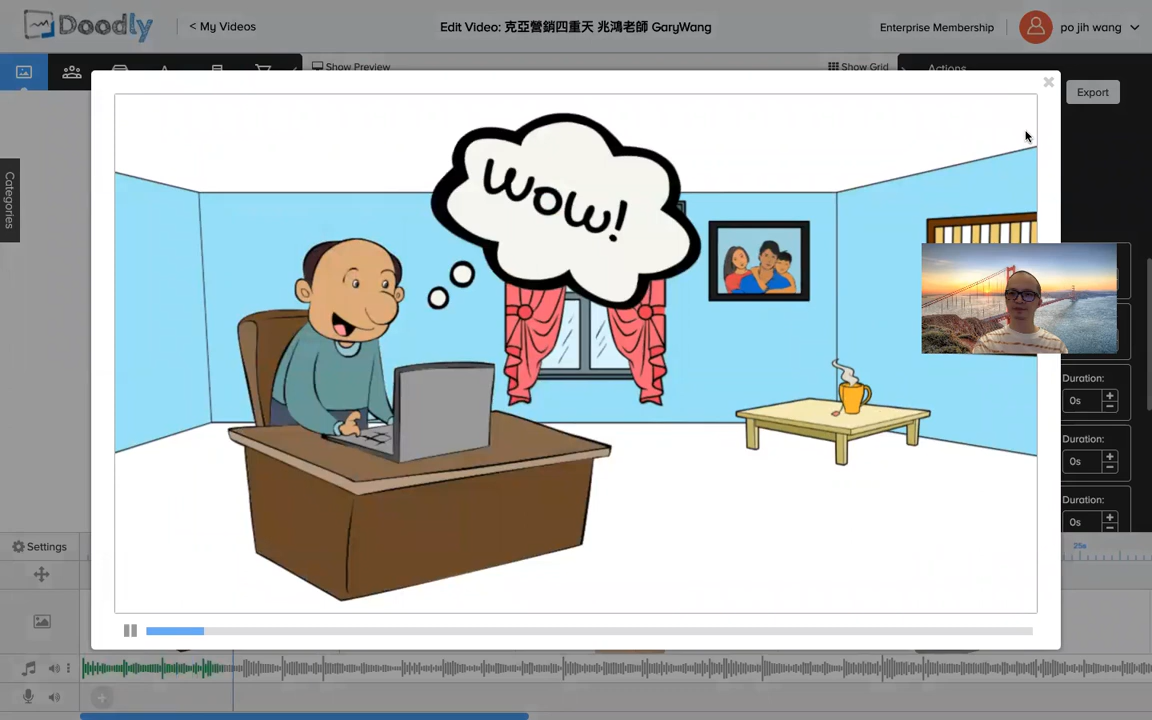 Doodly
< My Videos
Edit Video: 克亞營銷四重天 兆鴻老師 GaryWang
Enterprise Membership
po jih wang
Show Preview
Show Grid
Actions
Export
Categories
WOW!
Duration:
0s
Duration:
0s
Duration:
0s
Settings
25s